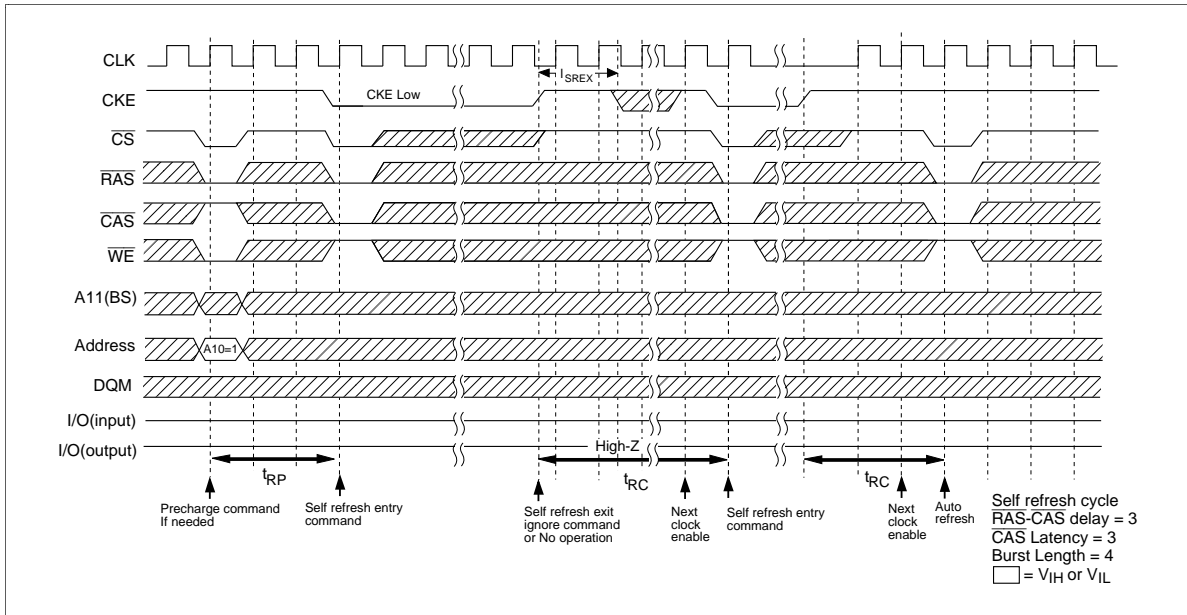 CLK
lSREX
CKE
CKE Low
CS
RAS
CAS
WE
A11(BS)
Address
A10=1
DQM
I/O(input)
I/O(output)
High-Z
tRP
tRC
tRC
Precharge command
If needed
Self refresh entry
command
Self refresh exit
ignore command
or No operation
Next
clock
enable
Self refresh entry
command
Next
clock
enable
Auto
refresh
Self refresh cycle
RAS-CAS delay = 3
CAS Latency = 3
Burst Length = 4
= VIH or VIL